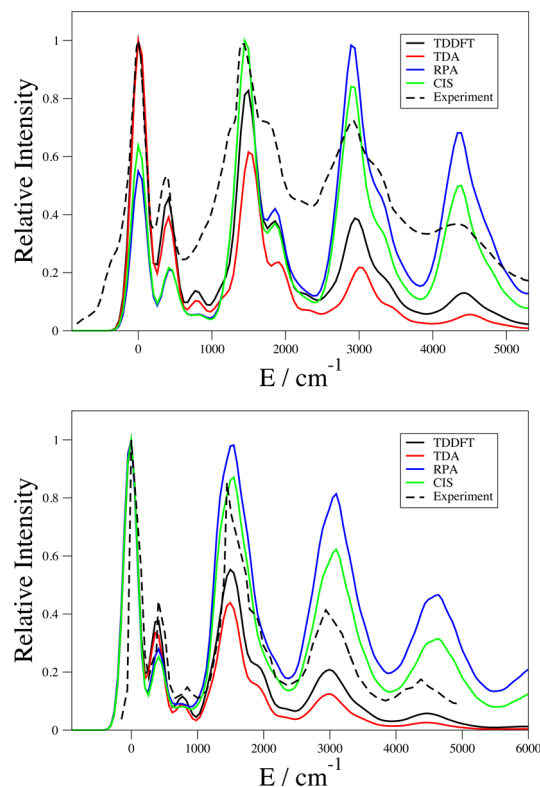 1
0.8
0.6
0.4
0.2
0
Relative Intensity
TDDFT
TDA
RPA
CIS
Experiment
0 1000 2000 3000 4000 5000
E / cm-1
1
0.8
0.6
0.4
0.2
0
Relative Intensity
TDDFT
TDA
RPA
CIS
Experiment
0 1000 2000 3000 4000 5000 6000
E / cm-1